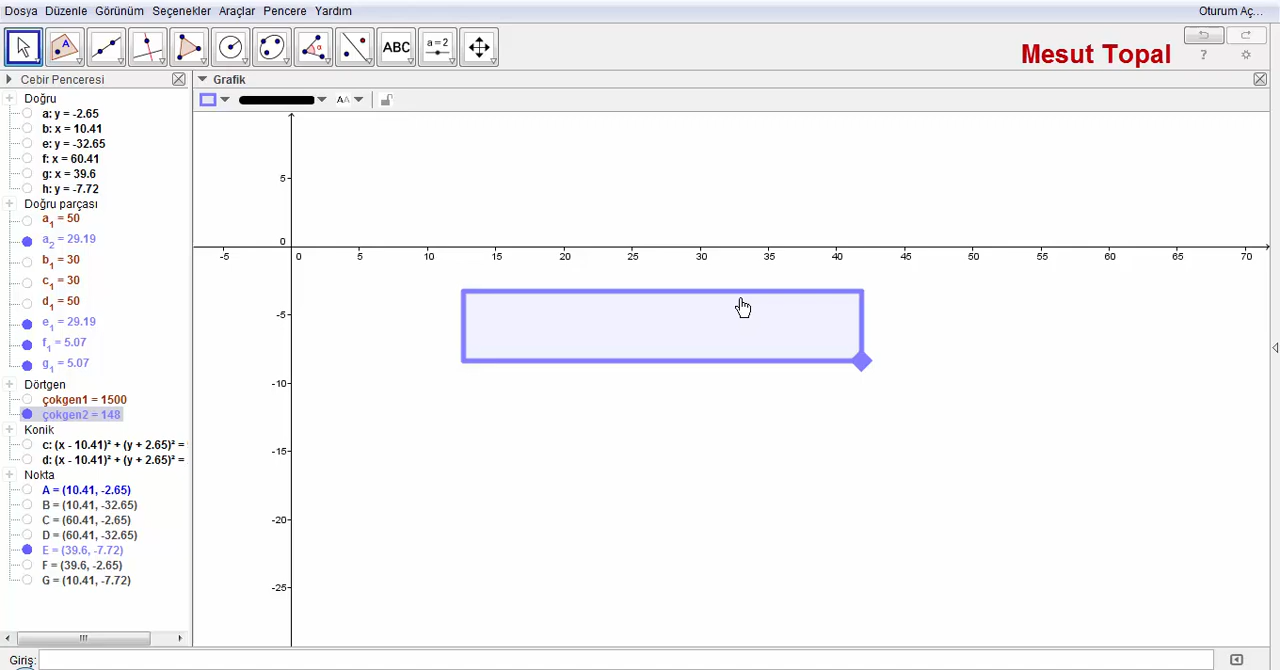 Dosya Düzenle Görünüm Seçenekler Araçlar Pencere Yardım Oturum Aç...
ABC a=2 Mesut Topal ?
Cebir Penceresi Grafik
AA
Doğru
a: y = -2.65
b: x = 10.41
e: y = -32.65
f: x = 60.41
g: x = 39.6
h: y = -7.72
Doğru parçası
a1 = 50
a2 = 29.19
b1 = 30
c1 = 30
d1 = 50
e1 = 29.19
f1 = 5.07
g1 = 5.07
Dörtgen
çokgen1 = 1500
çokgen2 = 148
Konik
c: (x - 10.41)² + (y + 2.65)² =
d: (x - 10.41)² + (y + 2.65)² =
Nokta
A = (10.41, -2.65)
B = (10.41, -32.65)
C = (60.41, -2.65)
D = (60.41, -32.65)
E = (39.6, -7.72)
F = (39.6, -2.65)
G = (10.41, -7.72)
5
0
-5 0 5 10 15 20 25 30 35 40 45 50 55 60 65 70
-5
-10
-15
-20
-25
Giriş: